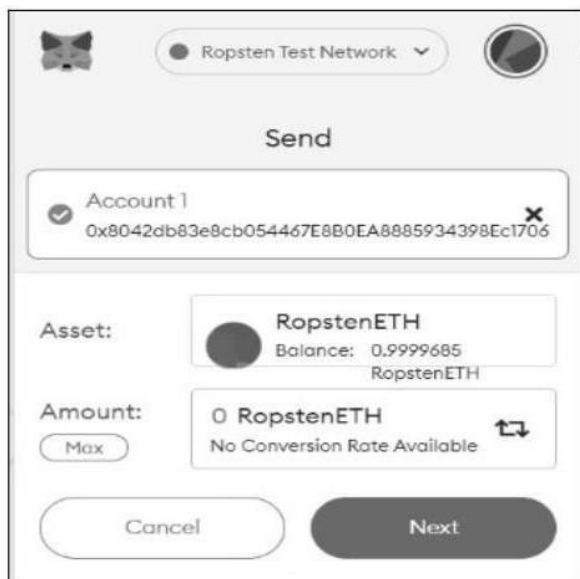 Ropsten Test Network
Send
Account 1
0x8042db83e8cb054467E8B0EA8885934398Ec1706
Asset:
RopstenETH
Balance: 0.9999685
RopstenETH
Amount:
0 RopstenETH
Max
No Conversion Rate Available
Cancel
Next